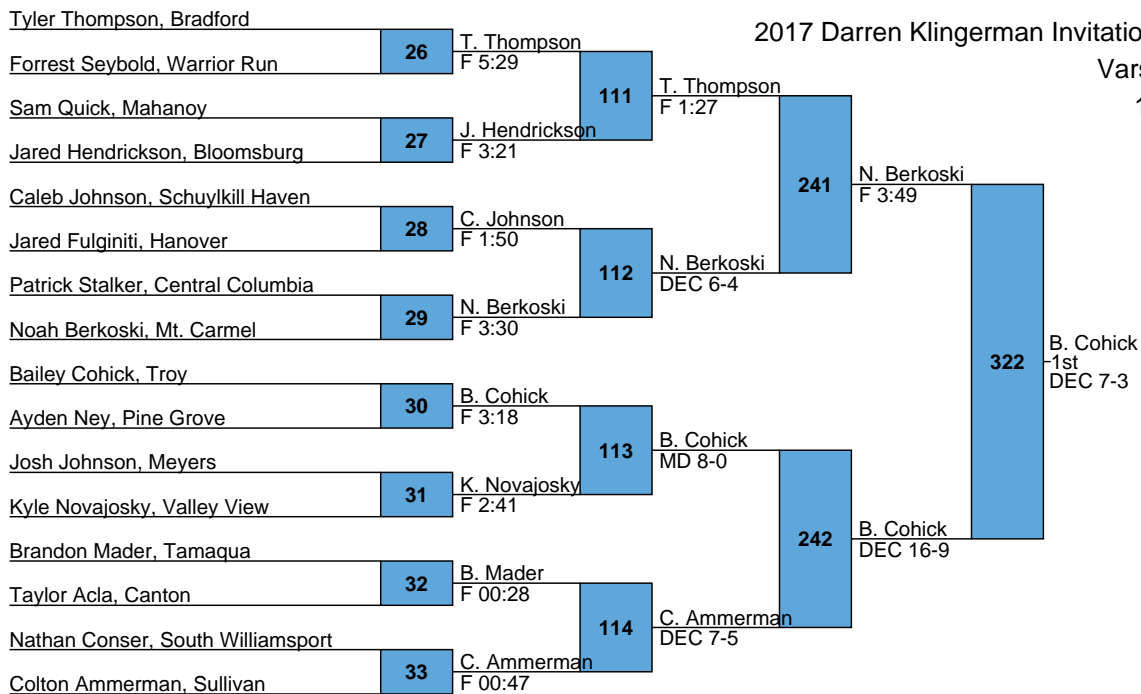 Tyler Thompson, Bradford
Forrest Seybold, Warrior Run
Sam Quick, Mahanoy
Jared Hendrickson, Bloomsburg
Caleb Johnson, Schuylkill Haven
Jared Fulginiti, Hanover
Patrick Stalker, Central Columbia
Noah Berkoski, Mt. Carmel
Bailey Cohick, Troy
Ayden Ney, Pine Grove
Josh Johnson, Meyers
Kyle Novajosky, Valley View
Brandon Mader, Tamaqua
Taylor Acla, Canton
Nathan Conser, South Williamsport
Colton Ammerman, Sullivan
26
27
28
29
30
31
32
33
T. Thompson
F 5:29
J. Hendrickson
F 3:21
C. Johnson
F 1:50
N. Berkoski
F 3:30
B. Cohick
F 3:18
K. Novajosky
F 2:41
B. Mader
F 00:28
C. Ammerman
F 00:47
111
112
113
114
T. Thompson
F 1:27
N. Berkoski
DEC 6-4
B. Cohick
MD 8-0
C. Ammerman
DEC 7-5
241
242
N. Berkoski
F 3:49
B. Cohick
DEC 16-9
322
B. Cohick
1st
DEC 7-3
2017 Darren Klingerman Invitatio
Vars
1